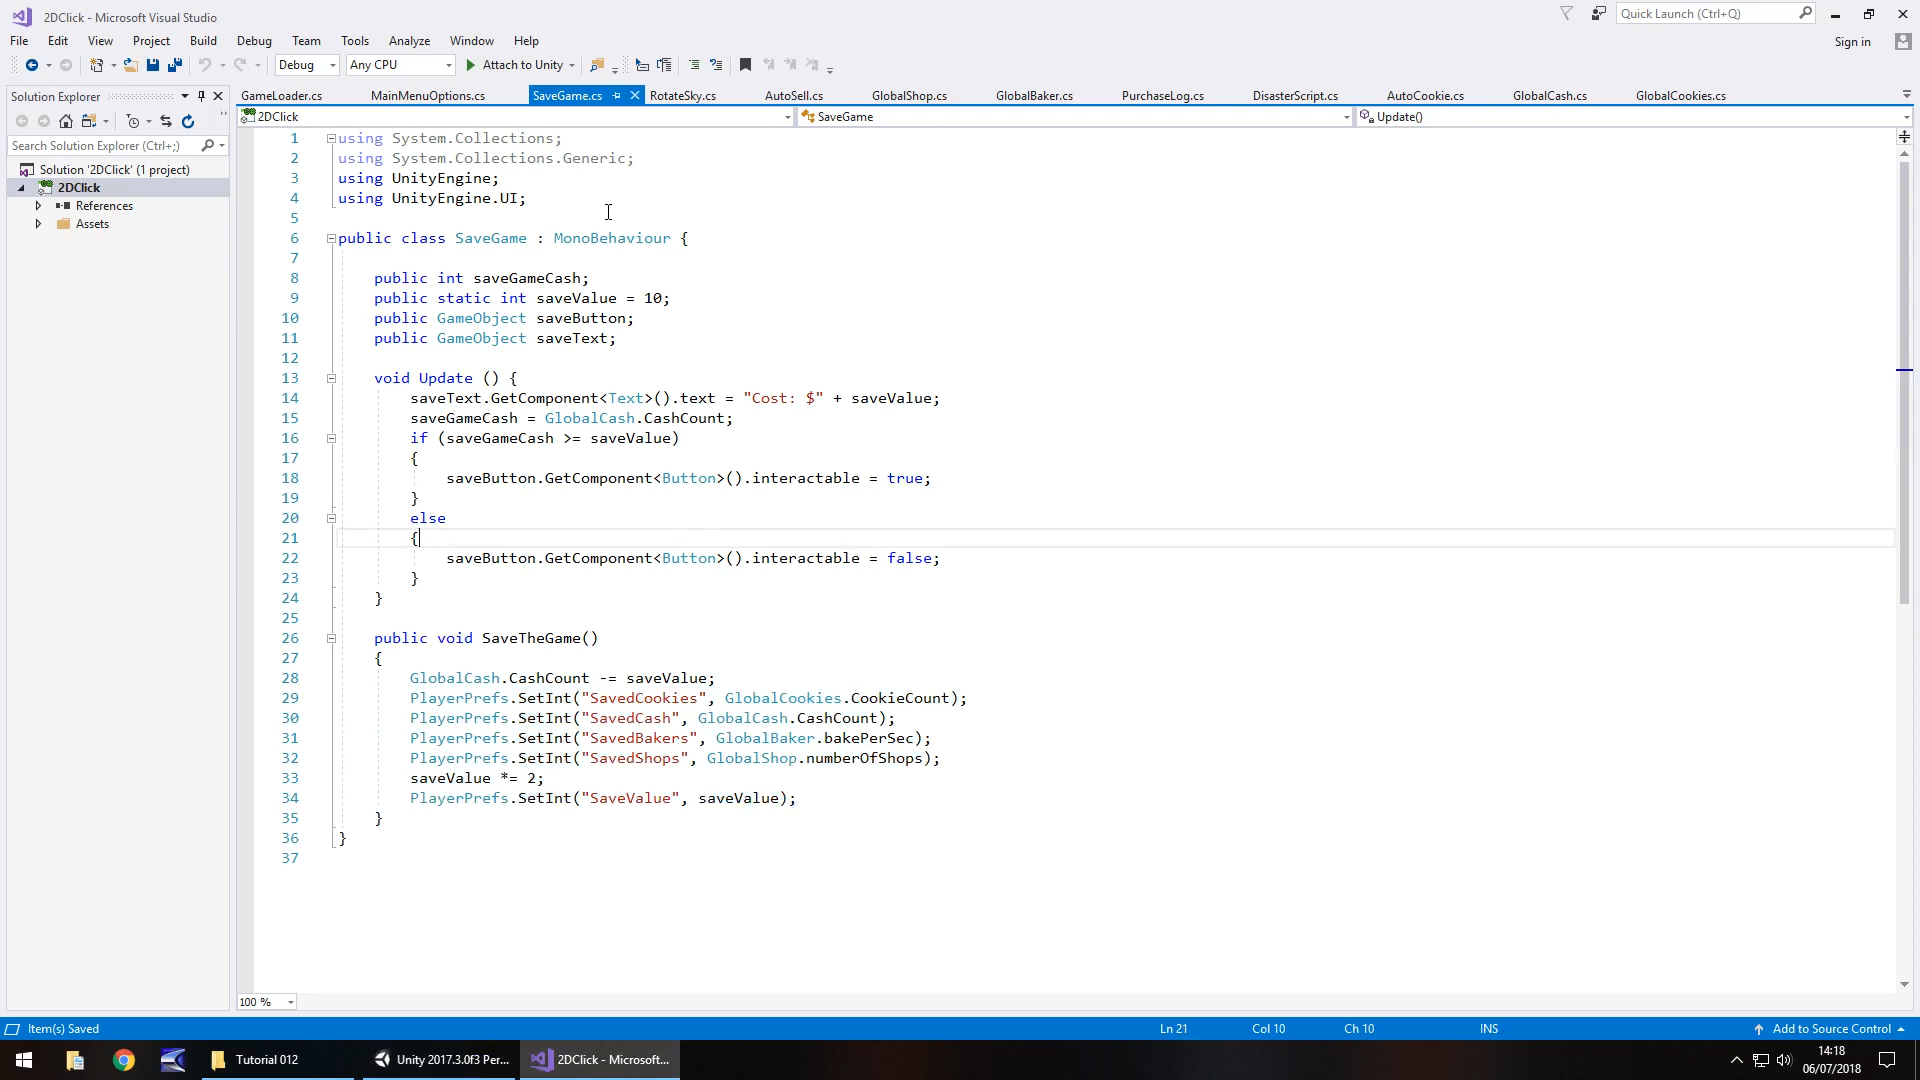 2DClick - Microsoft Visual Studio
Quick Launch (Ctrl+Q)
File Edit View Project Build Debug Team Tools Analyze Window Help
Sign in
Debug Any CPU Attach to Unity
Solution Explorer
GameLoader.cs MainMenuOptions.cs SaveGame.cs RotateSky.cs AutoSell.cs GlobalShop.cs GlobalBaker.cs PurchaseLog.cs DisasterScript.cs AutoCookie.cs GlobalCash.cs GlobalCookies.cs
2DClick SaveGame Update()
Search Solution Explorer (Ctrl+;)
Solution '2DClick' (1 project)
2DClick
References
Assets
1 using System.Collections;
2 using System.Collections.Generic;
3 using UnityEngine;
4 using UnityEngine.UI;
5
6 public class SaveGame : MonoBehaviour {
7
8 public int saveGameCash;
9 public static int saveValue = 10;
10 public GameObject saveButton;
11 public GameObject saveText;
12
13 void Update () {
14 saveText.GetComponent<Text>().text = "Cost: $" + saveValue;
15 saveGameCash = GlobalCash.CashCount;
16 if (saveGameCash >= saveValue)
17 {
18 saveButton.GetComponent<Button>().interactable = true;
19 }
20 else
21 {
22 saveButton.GetComponent<Button>().interactable = false;
23 }
24 }
25
26 public void SaveTheGame()
27 {
28 GlobalCash.CashCount -= saveValue;
29 PlayerPrefs.SetInt("SavedCookies", GlobalCookies.CookieCount);
30 PlayerPrefs.SetInt("SavedCash", GlobalCash.CashCount);
31 PlayerPrefs.SetInt("SavedBakers", GlobalBaker.bakePerSec);
32 PlayerPrefs.SetInt("SavedShops", GlobalShop.numberOfShops);
33 saveValue *= 2;
34 PlayerPrefs.SetInt("SaveValue", saveValue);
35 }
36 }
37
100 %
Item(s) Saved Ln 21 Col 10 Ch 10 INS Add to Source Control
Tutorial 012 Unity 2017.3.0f3 Per... 2DClick - Microsoft...
14:18
06/07/2018